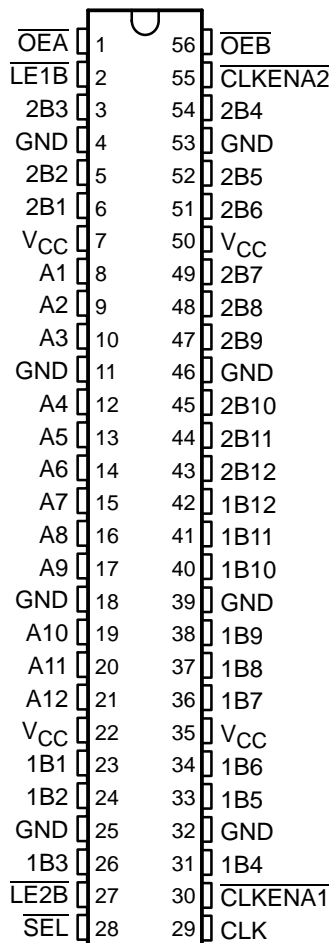 OEA 1 56 OEB
LE1B 2 55 CLKENA2
2B3 3 54 2B4
GND 4 53 GND
2B2 5 52 2B5
2B1 6 51 2B6
VCC 7 50 VCC
A1 8 49 2B7
A2 9 48 2B8
A3 10 47 2B9
GND 11 46 GND
A4 12 45 2B10
A5 13 44 2B11
A6 14 43 2B12
A7 15 42 1B12
A8 16 41 1B11
A9 17 40 1B10
GND 18 39 GND
A10 19 38 1B9
A11 20 37 1B8
A12 21 36 1B7
VCC 22 35 VCC
1B1 23 34 1B6
1B2 24 33 1B5
GND 25 32 GND
1B3 26 31 1B4
LE2B 27 30 CLKENA1
SEL 28 29 CLK